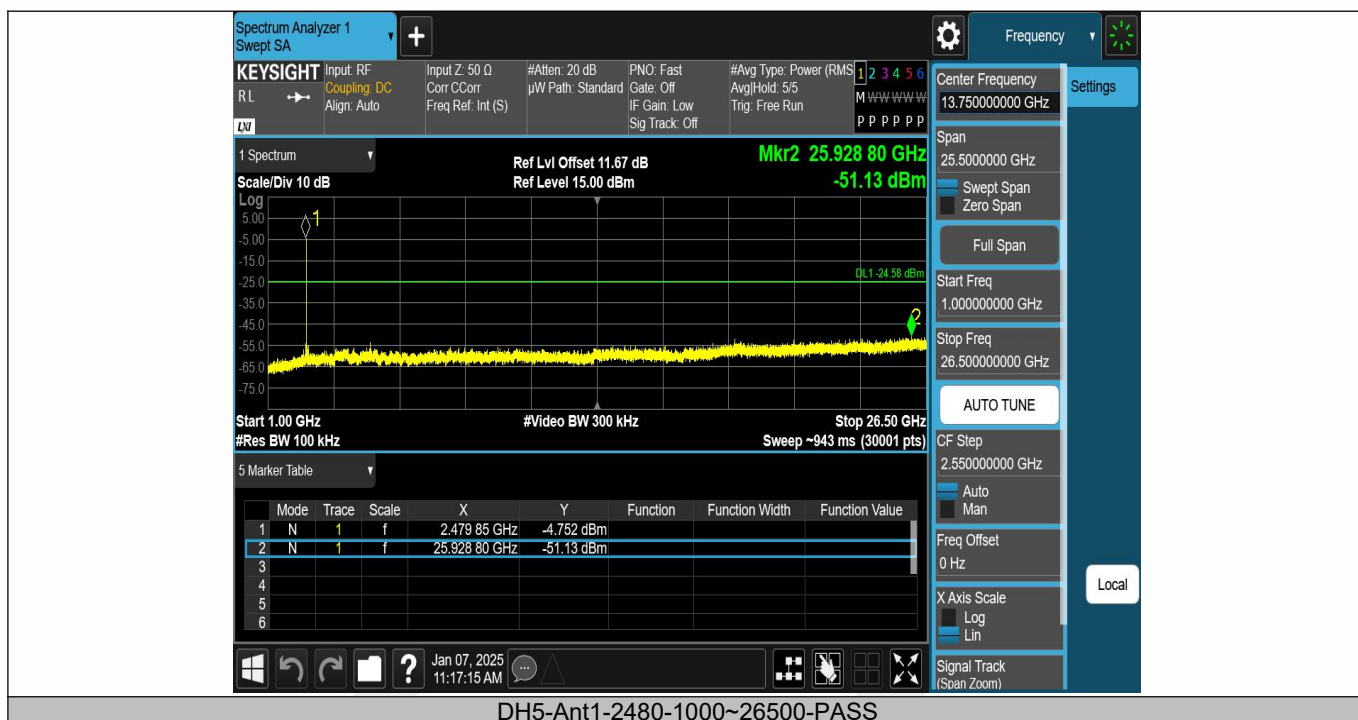 Spectrum Analyzer 1
Swept SA
+
Frequency
KEYSIGHT
RL
LXI
Input: RF
Coupling: DC
Align: Auto
Input Z: 50 Ω
Corr CCorr
Freq Ref: Int (S)
#Atten: 20 dB
µW Path: Standard
PNO: Fast
Gate: Off
IF Gain: Low
Sig Track: Off
#Avg Type: Power (RMS
Avg|Hold: 5/5
Trig: Free Run
1 2 3 4 5 6
M W W W W W
P P P P P P
1 Spectrum
Scale/Div 10 dB
Ref Lvl Offset 11.67 dB
Ref Level 15.00 dBm
Mkr2 25.928 80 GHz
-51.13 dBm
Log
5.00
-5.00
-15.0
-25.0
-35.0
-45.0
-55.0
-65.0
-75.0
1
DL1 -24.58 dBm
2
Start 1.00 GHz
#Video BW 300 kHz
Stop 26.50 GHz
#Res BW 100 kHz
Sweep ~943 ms (30001 pts)
5 Marker Table
Mode Trace Scale X Y Function Function Width Function Value
1 N 1 f 2.479 85 GHz -4.752 dBm
2 N 1 f 25.928 80 GHz -51.13 dBm
3
4
5
6
?
Jan 07, 2025
11:17:15 AM
Center Frequency
13.750000000 GHz
Settings
Span
25.5000000 GHz
Swept Span
Zero Span
Full Span
Start Freq
1.000000000 GHz
Stop Freq
26.500000000 GHz
AUTO TUNE
CF Step
2.550000000 GHz
Auto
Man
Freq Offset
0 Hz
Local
X Axis Scale
Log
Lin
Signal Track
(Span Zoom)
DH5-Ant1-2480-1000~26500-PASS